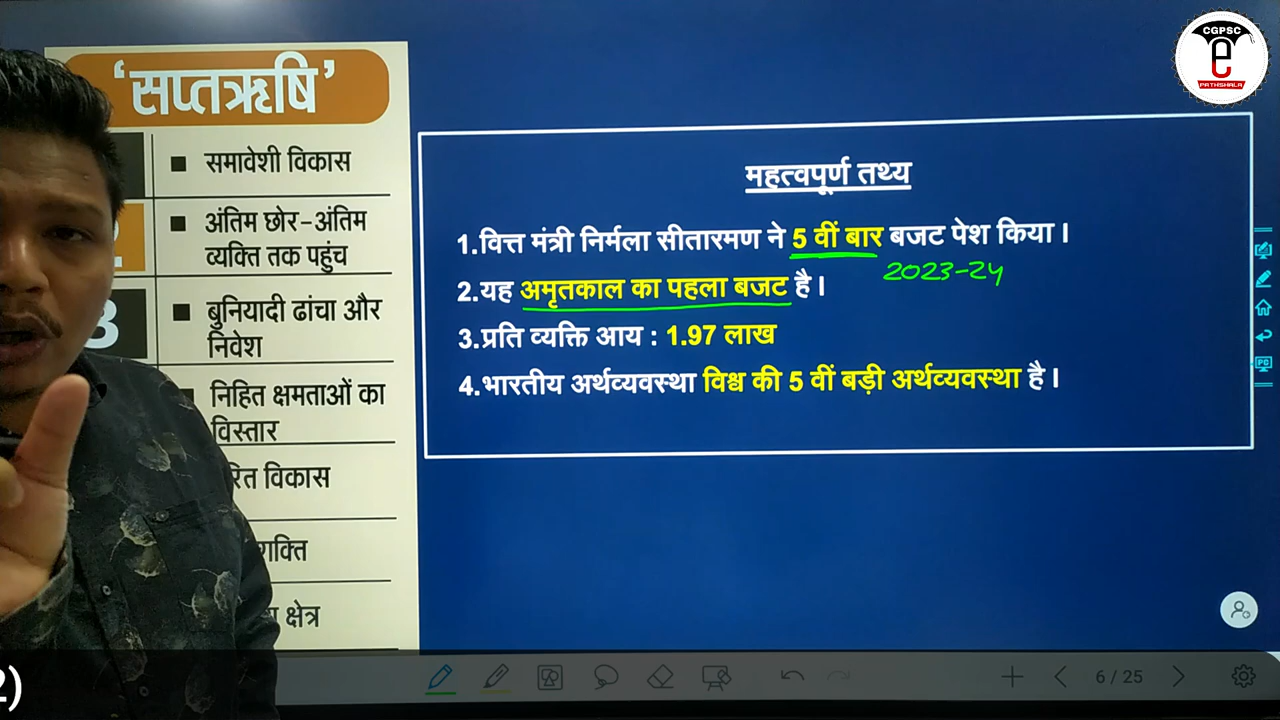 CGPSC
e
PATHSHALA
'सप्तऋषि'
■ समावेशी विकास
■ अंतिम छोर-अंतिम
व्यक्ति तक पहुंच
3
■ बुनियादी ढांचा और
निवेश
निहित क्षमताओं का
विस्तार
विकास
क्षेत्र
महत्वपूर्ण तथ्य
1.वित्त मंत्री निर्मला सीतारमण ने 5 वीं बार बजट पेश किया ।
2023-24
2.यह अमृतकाल का पहला बजट है ।
3.प्रति व्यक्ति आय : 1.97 लाख
4.भारतीय अर्थव्यवस्था विश्व की 5 वीं बड़ी अर्थव्यवस्था है ।
2)
6 / 25